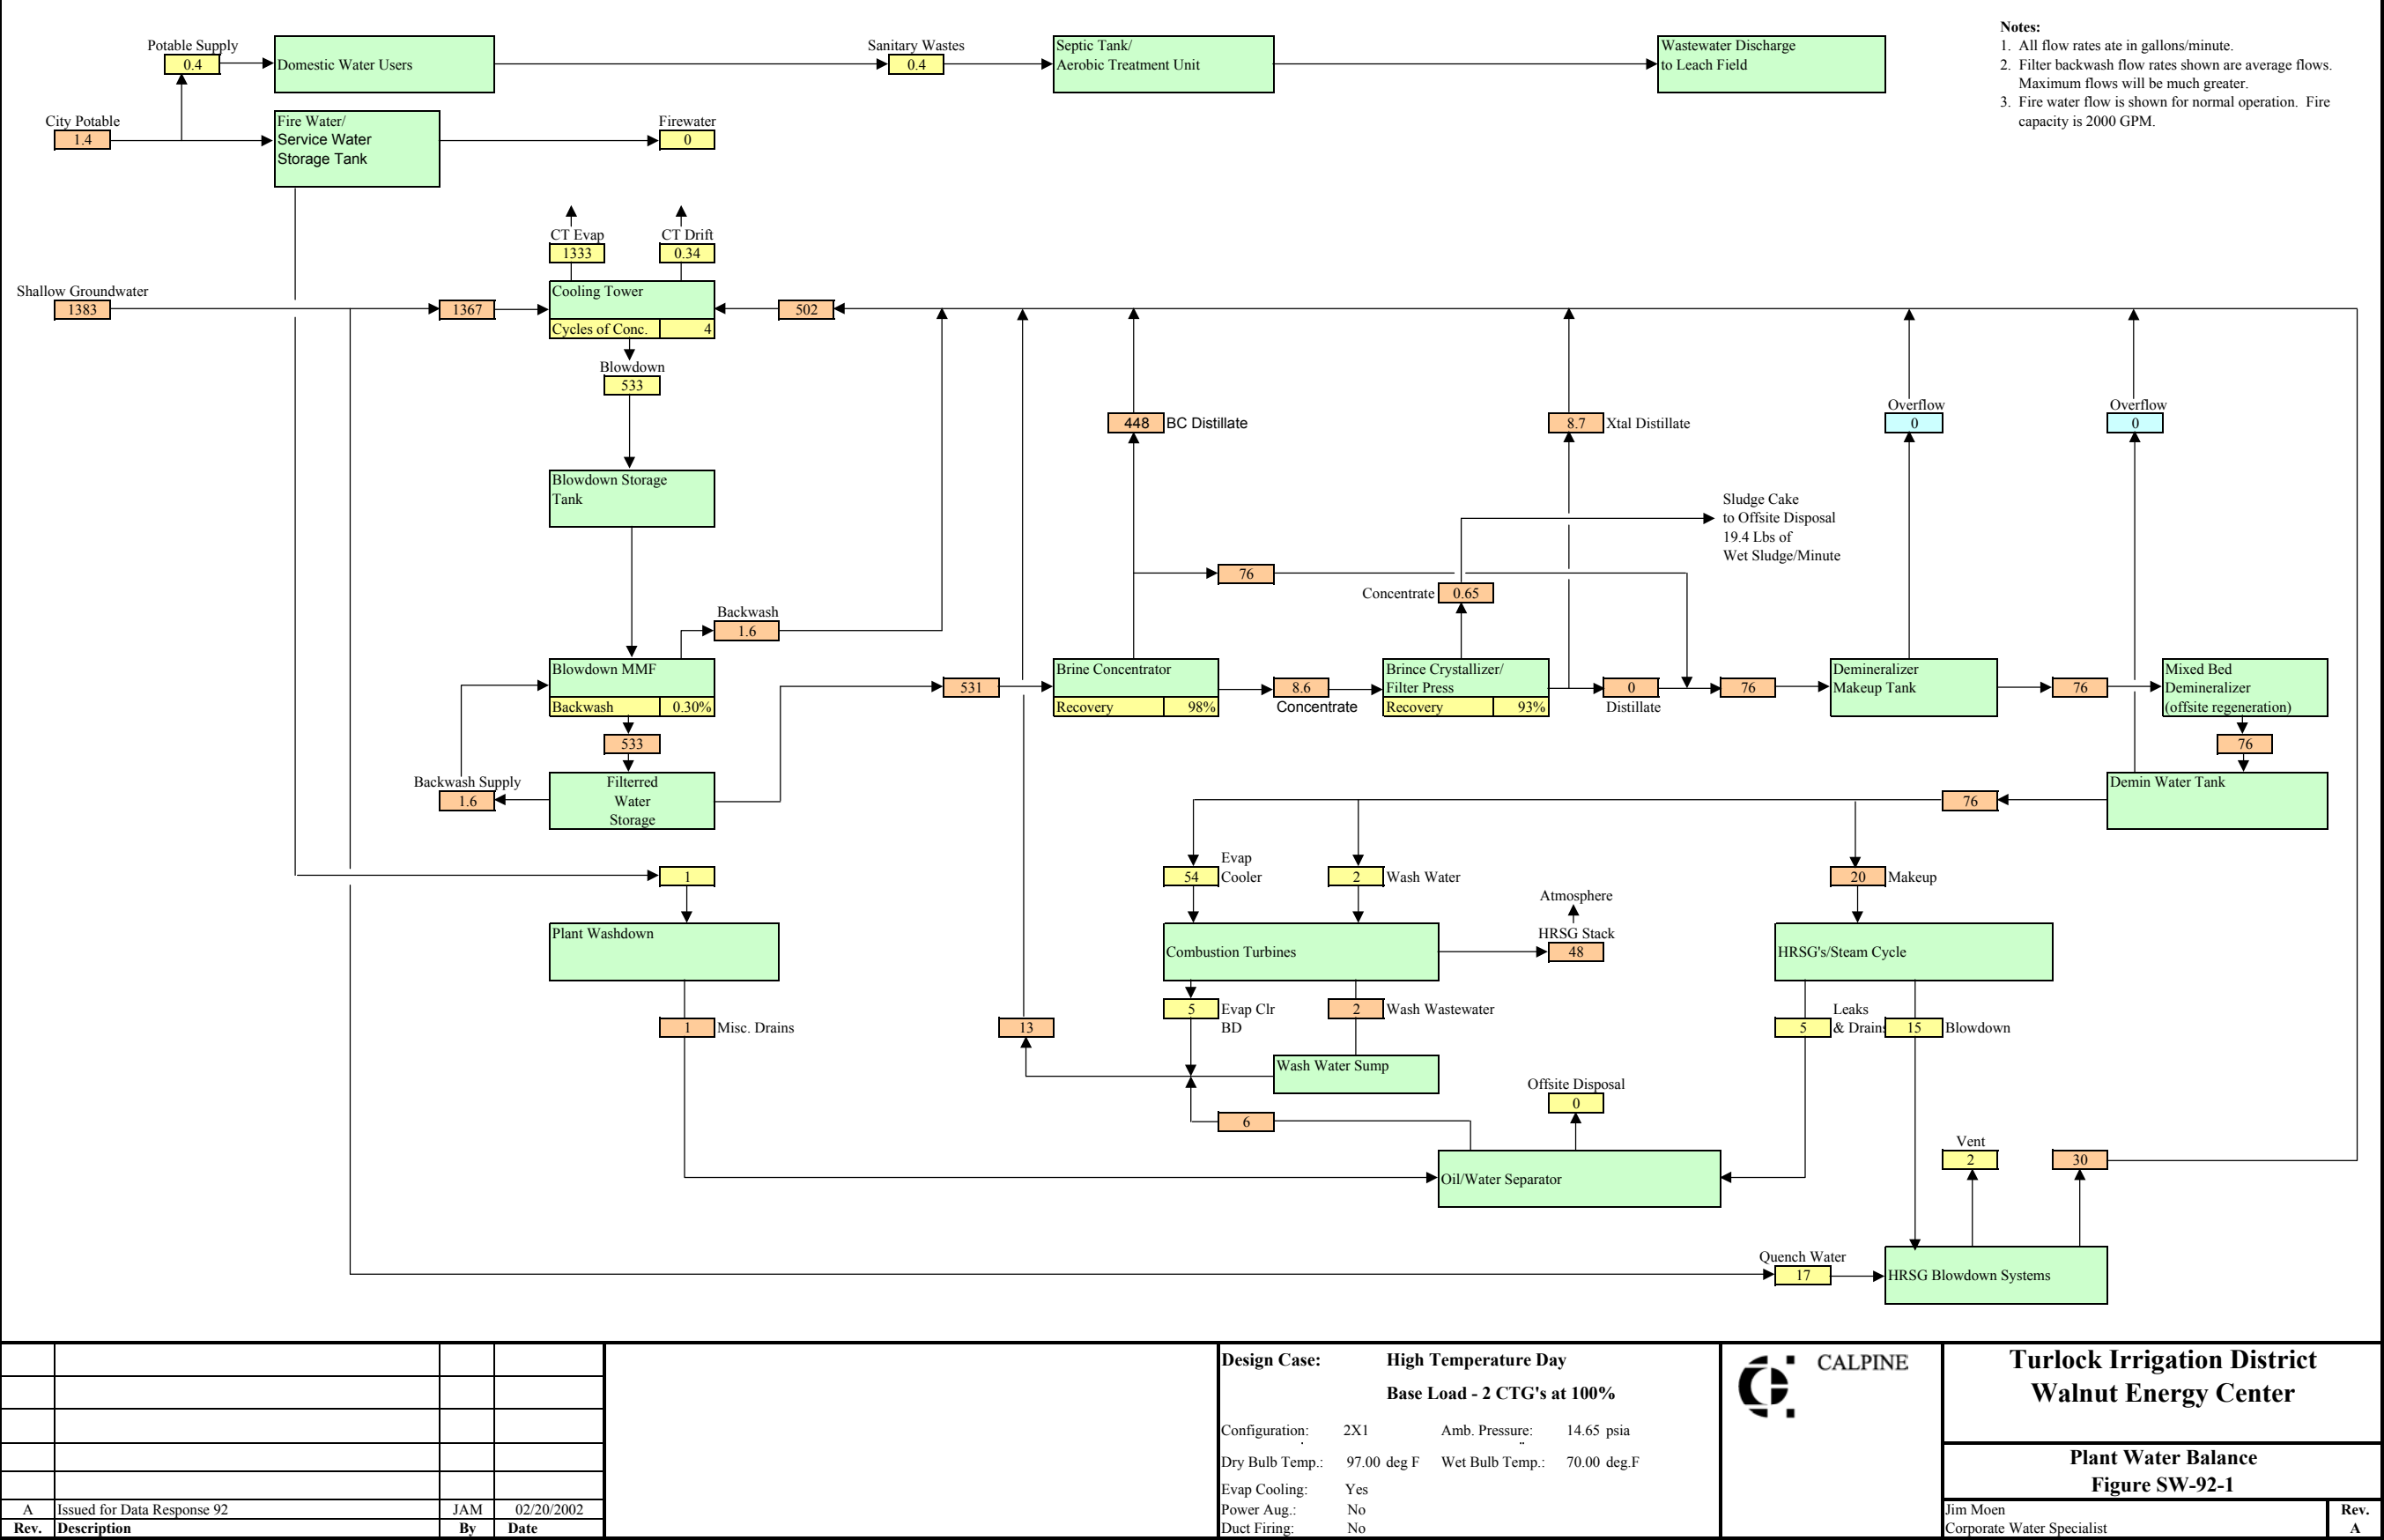 Notes:
1. All flow rates ate in gallons/minute.
2. Filter backwash flow rates shown are average flows.
Maximum flows will be much greater.
3. Fire water flow is shown for normal operation. Fire
capacity is 2000 GPM.
Potable Supply
0.4
Domestic Water Users
Sanitary Wastes
0.4
Septic Tank/
Aerobic Treatment Unit
Wastewater Discharge
to Leach Field
City Potable
1.4
Fire Water/
Service Water
Storage Tank
Firewater
0
CT Evap
1333
CT Drift
0.34
Shallow Groundwater
1383
1367
Cooling Tower
Cycles of Conc. 4
502
Blowdown
533
448 BC Distillate
8.7 Xtal Distillate
Overflow
0
Overflow
0
Blowdown Storage
Tank
Sludge Cake
to Offsite Disposal
19.4 Lbs of
Wet Sludge/Minute
76
Concentrate 0.65
Backwash
1.6
Blowdown MMF
Backwash 0.30%
531
Brine Concentrator
Recovery 98%
8.6
Concentrate
Brince Crystallizer/
Filter Press
Recovery 93%
0
Distillate
76
Demineralizer
Makeup Tank
76
Mixed Bed
Demineralizer
(offsite regeneration)
533
76
Backwash Supply
1.6
Filterred
Water
Storage
76
Demin Water Tank
1
Evap
54 Cooler
2 Wash Water
20 Makeup
Plant Washdown
Combustion Turbines
Atmosphere
HRSG Stack
48
HRSG's/Steam Cycle
1 Misc. Drains
13
5 Evap Clr
BD
2 Wash Wastewater
Leaks
5 & Drains
15 Blowdown
Wash Water Sump
Offsite Disposal
0
6
Oil/Water Separator
Vent
2
30
Quench Water
17
HRSG Blowdown Systems
Design Case: High Temperature Day
Base Load - 2 CTG's at 100%
Configuration: 2X1 Amb. Pressure: 14.65 psia
Dry Bulb Temp.: 97.00 deg F Wet Bulb Temp.: 70.00 deg.F
Evap Cooling: Yes
Power Aug.: No
Duct Firing: No
CALPINE
Turlock Irrigation District
Walnut Energy Center
Plant Water Balance
Figure SW-92-1
Jim Moen
Corporate Water Specialist
Rev.
A
A Issued for Data Response 92 JAM 02/20/2002
Rev. Description By Date